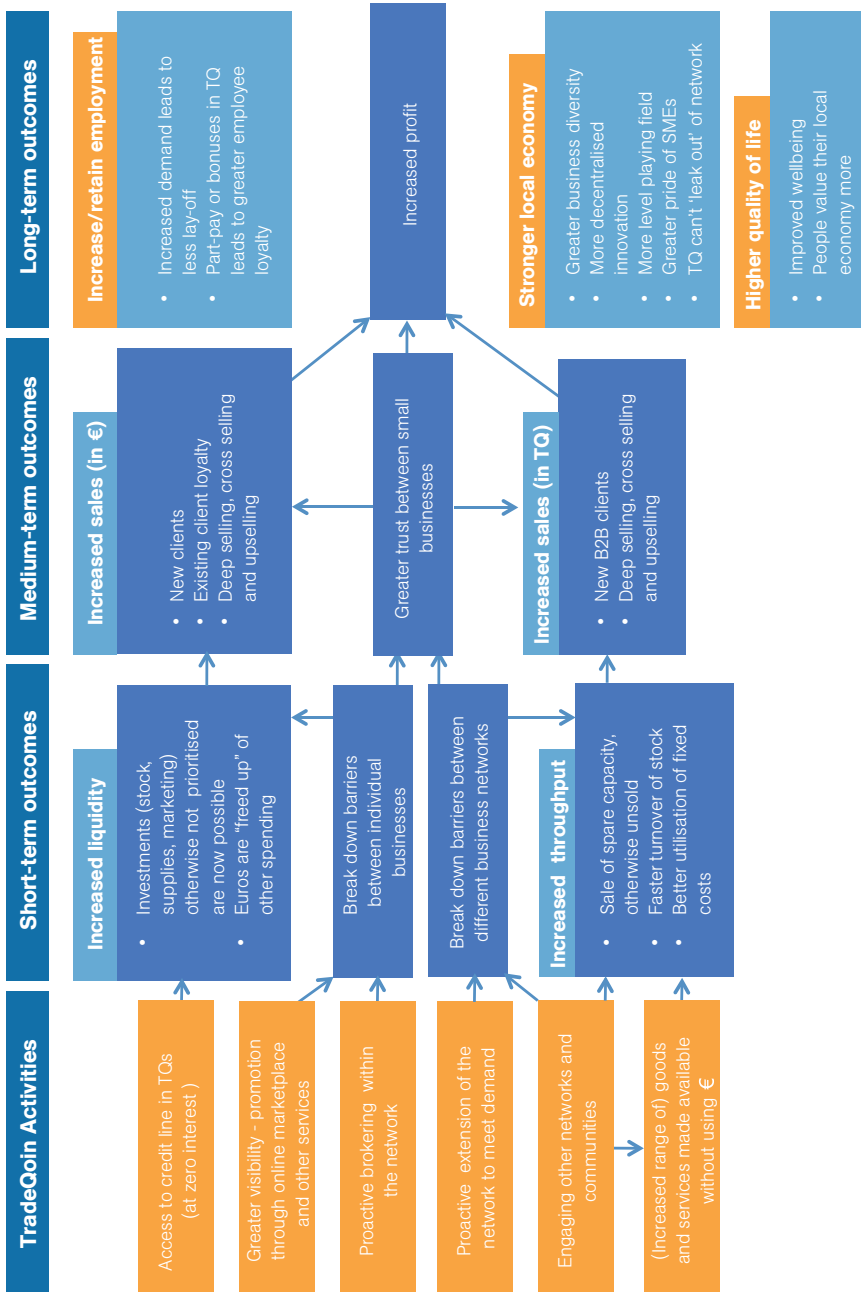 TradeQoin Activities
Access to credit line in TQs
(at zero interest )
Greater visibility - promotion
through online marketplace
and other services
Proactive brokering within
the network
Proactive extension of the
network to meet demand
Engaging other networks and
communities
(Increased range of) goods
and services made available
without using €
Short-term outcomes
Increased liquidity
• Investments (stock,
supplies, marketing)
otherwise not prioritised
are now possible
• Euros are "freed up" of
other spending
Break down barriers
between individual
businesses
Break down barriers between
different business networks
Increased throughput
• Sale of spare capacity,
otherwise unsold
• Faster turnover of stock
• Better utilisation of fixed
costs
Medium-term outcomes
Increased sales (in €)
• New clients
• Existing client loyalty
• Deep selling, cross selling
and upselling
Greater trust between small
businesses
Increased sales (in TQ)
• New B2B clients
• Deep selling, cross selling
and upselling
Long-term outcomes
Increase/retain employment
• Increased demand leads to
less lay-off
• Part-pay or bonuses in TQ
leads to greater employee
loyalty
Increased profit
Stronger local economy
• Greater business diversity
• More decentralised
innovation
• More level playing field
• Greater pride of SMEs
• TQ can't 'leak out' of network
Higher quality of life
• Improved wellbeing
• People value their local
economy more